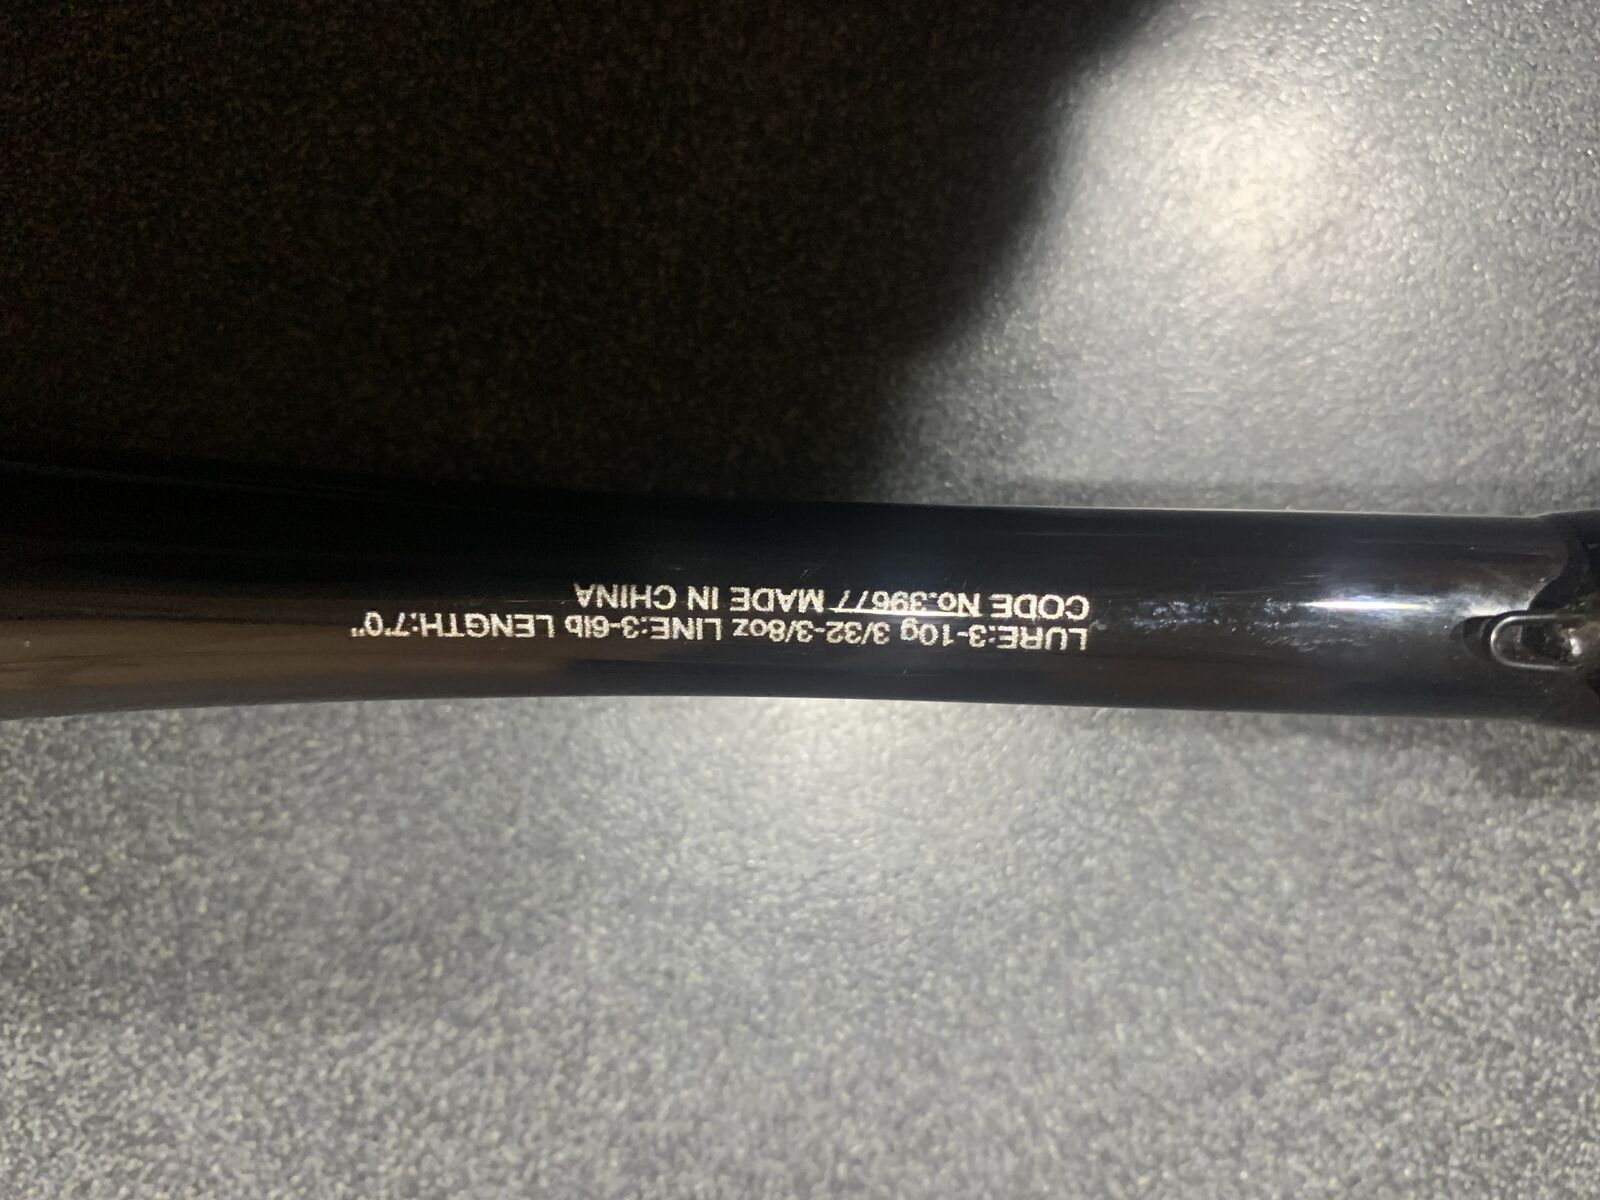 LURE:3-10g 3/32-3/8oz LINE:3-6lb LENGTH:7'0"
CODE No.39677 MADE IN CHINA